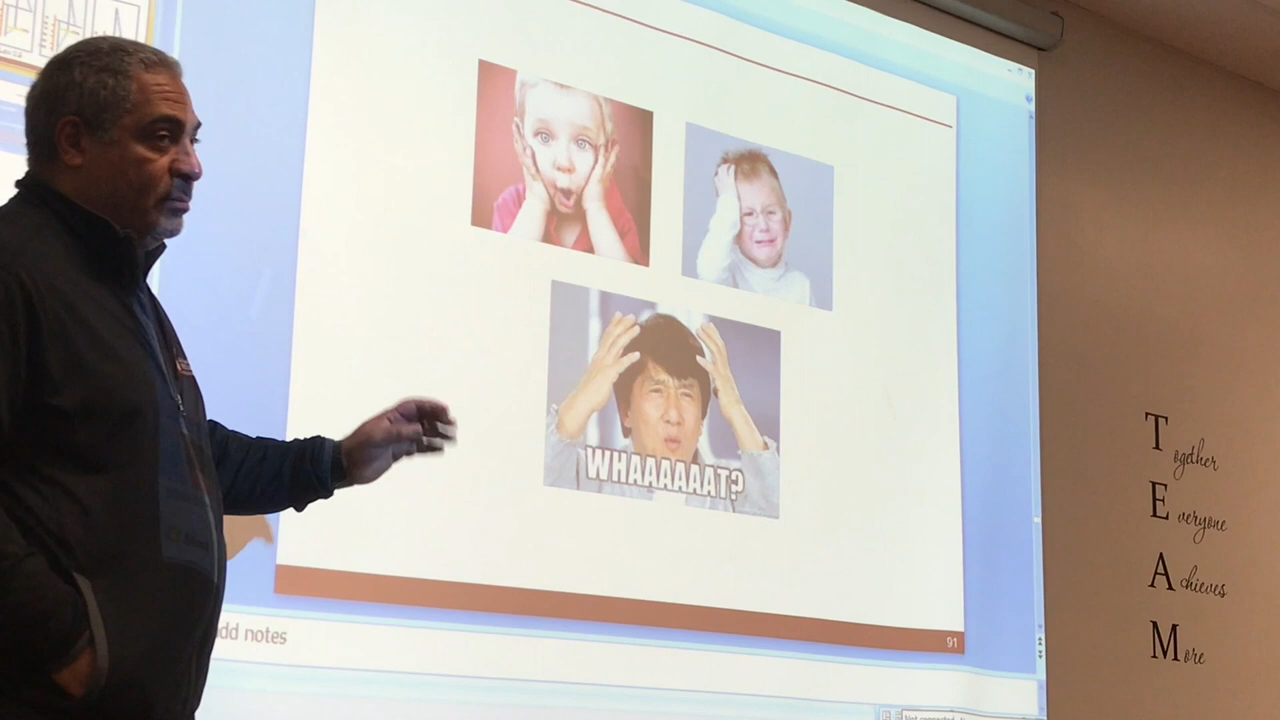 WHAAAAAAT?
91
dd notes
Together
Everyone
Achieves
More